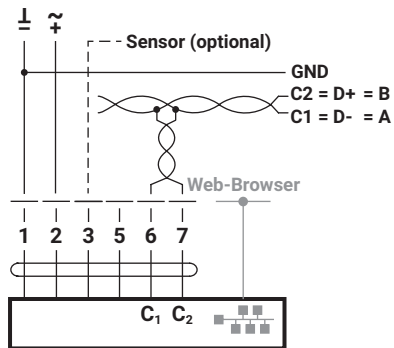 ⊥ ~
– +
Sensor (optional)
GND
C2 = D+ = B
C1 = D- = A
Web-Browser
1 2 3 5 6 7
C₁ C₂